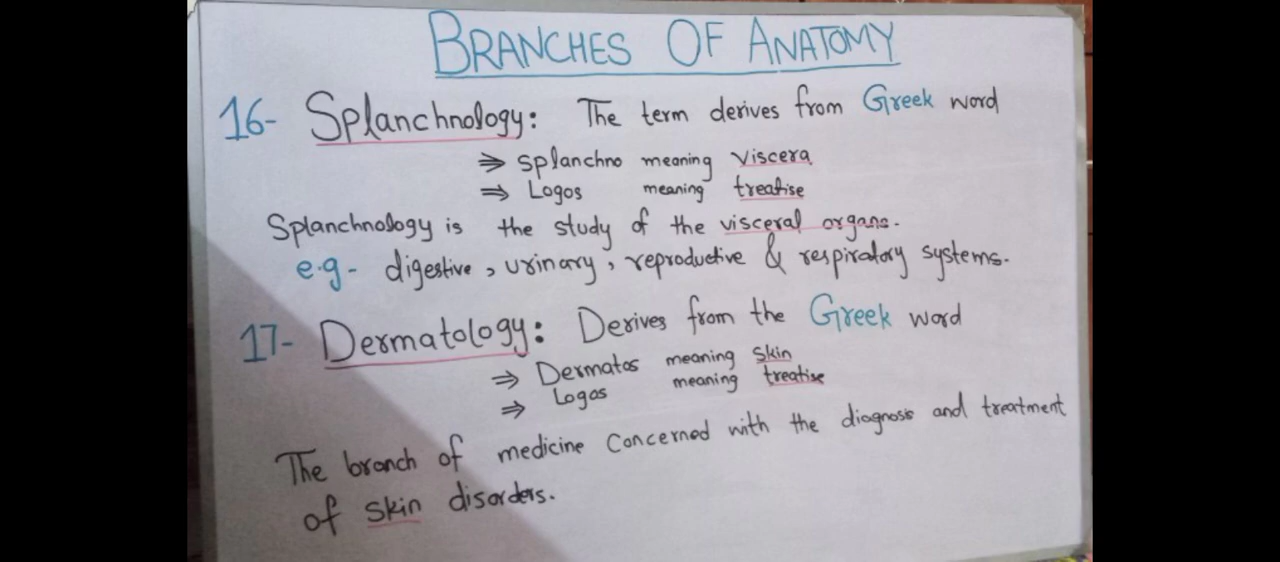 BRANCHES OF ANATOMY
16- Splanchnology: The term derives from Greek word
⇒ splanchno meaning viscera
⇒ Logos meaning treatise
Splanchnology is the study of the visceral organs.
e.g- digestive, urinary, reproductive & respiratory systems.
17- Dermatology: Derives from the Greek word
⇒ Dermatos meaning skin
⇒ Logos meaning treatise
The branch of medicine concerned with the diagnosis and treatment
of skin disorders.